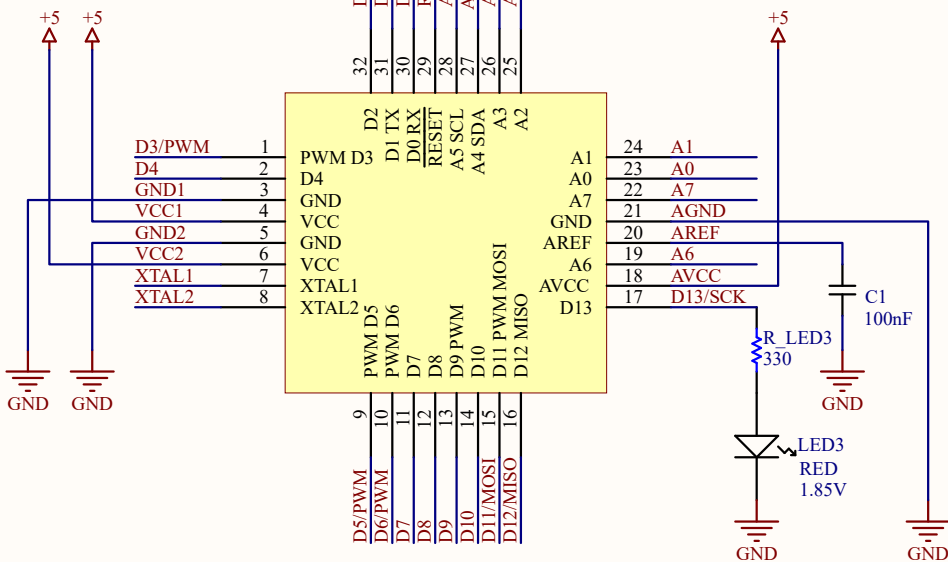 +5 +5 +5
32 31 30 29 28 27 26 25
D2 D1 TX D0 RX RESET A5 SCL A4 SDA A3 A2
D3/PWM 1 PWM D3 A1 24 A1
D4 2 D4 A0 23 A0
GND1 3 GND A7 22 A7
VCC1 4 VCC GND 21 AGND
GND2 5 GND AREF 20 AREF
VCC2 6 VCC A6 19 A6
XTAL1 7 XTAL1 AVCC 18 AVCC
XTAL2 8 XTAL2 D13 17 D13/SCK
C1
100nF
PWM D5 PWM D6 D7 D8 D9 PWM D10 D11 PWM MOSI D12 MISO
R_LED3
330
GND GND GND
9 10 11 12 13 14 15 16
D5/PWM D6/PWM D7 D8 D9 D10 D11/MOSI D12/MISO
LED3
RED
1.85V
GND GND